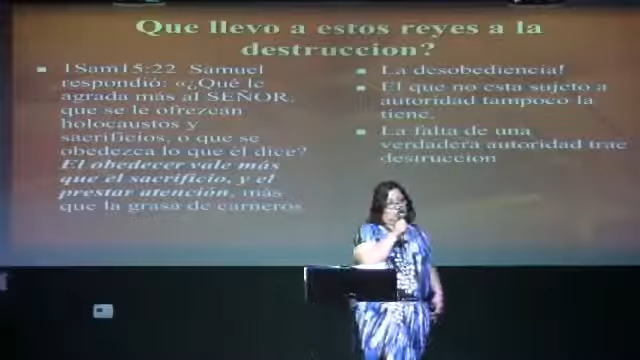 Que llevo a estos reyes a la
destruccion?
1Sam15:22 Samuel
respondió: «¿Qué le
agrada más al SEÑOR:
que se le ofrezcan
holocaustos y
sacrificios, o que se
obedezca lo que él dice?
El obedecer vale más
que el sacrificio, y el
prestar atención, más
que la grasa de carneros
La desobediencia!
El que no esta sujeto a
autoridad tampoco la
tiene.
La falta de una
verdadera autoridad trae
destruccion